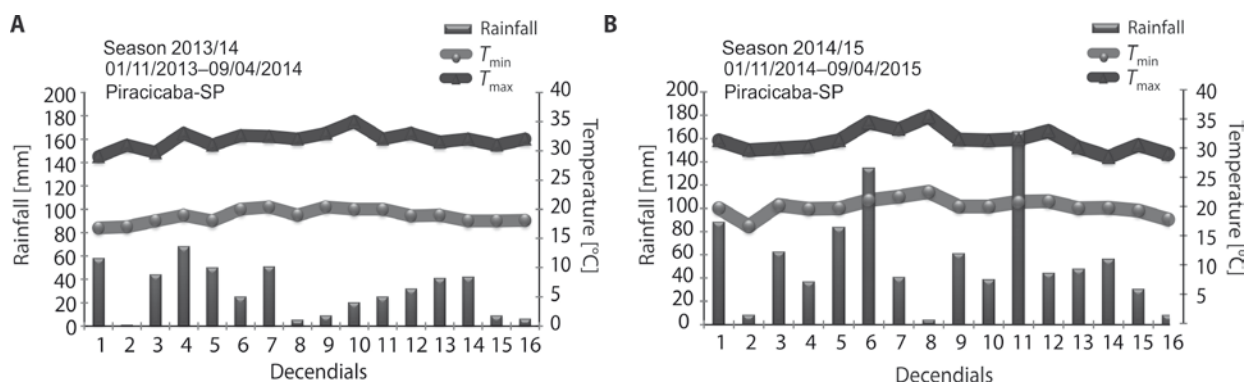 A
Season 2013/14
01/11/2013–09/04/2014
Piracicaba-SP
Rainfall
Tmin
Tmax
Rainfall [mm]
200
180
160
140
120
100
80
60
40
20
0
Temperature [°C]
40
35
30
25
20
15
10
5
0
1 2 3 4 5 6 7 8 9 10 11 12 13 14 15 16
Decendials
B
Season 2014/15
01/11/2014–09/04/2015
Piracicaba-SP
Rainfall
Tmin
Tmax
Rainfall [mm]
200
180
160
140
120
100
80
60
40
20
0
Temperature [°C]
40
35
30
25
20
15
10
5
1 2 3 4 5 6 7 8 9 10 11 12 13 14 15 16
Decendials